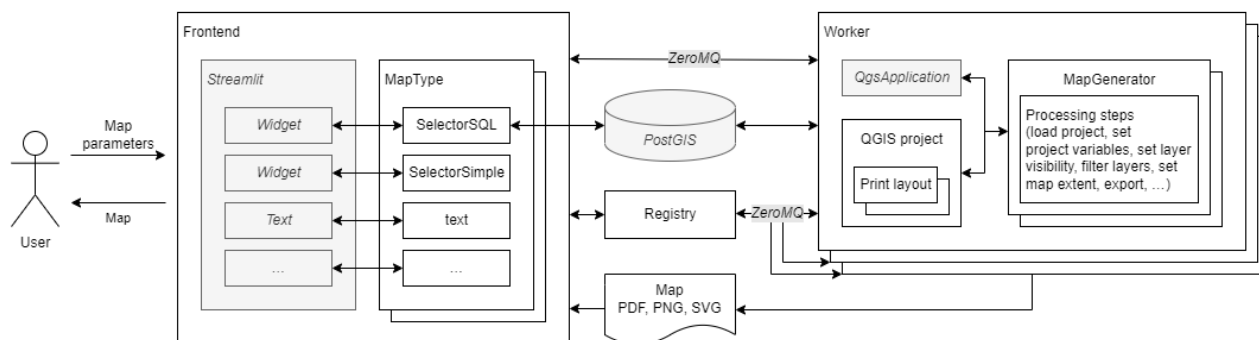 Frontend
Worker
Streamlit
MapType
ZeroMQ
QgsApplication
MapGenerator
Map
parameters
Widget
SelectorSQL
PostGIS
QGIS project
Processing steps
(load project, set
project variables, set layer
visibility, filter layers, set
map extent, export, …)
Widget
SelectorSimple
Print layout
Map
User
Text
text
Registry
ZeroMQ
...
...
Map
PDF, PNG, SVG